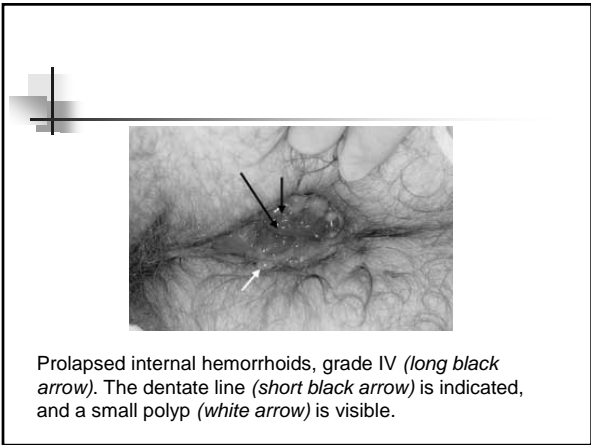 Prolapsed internal hemorrhoids, grade IV (long black
arrow). The dentate line (short black arrow) is indicated,
and a small polyp (white arrow) is visible.